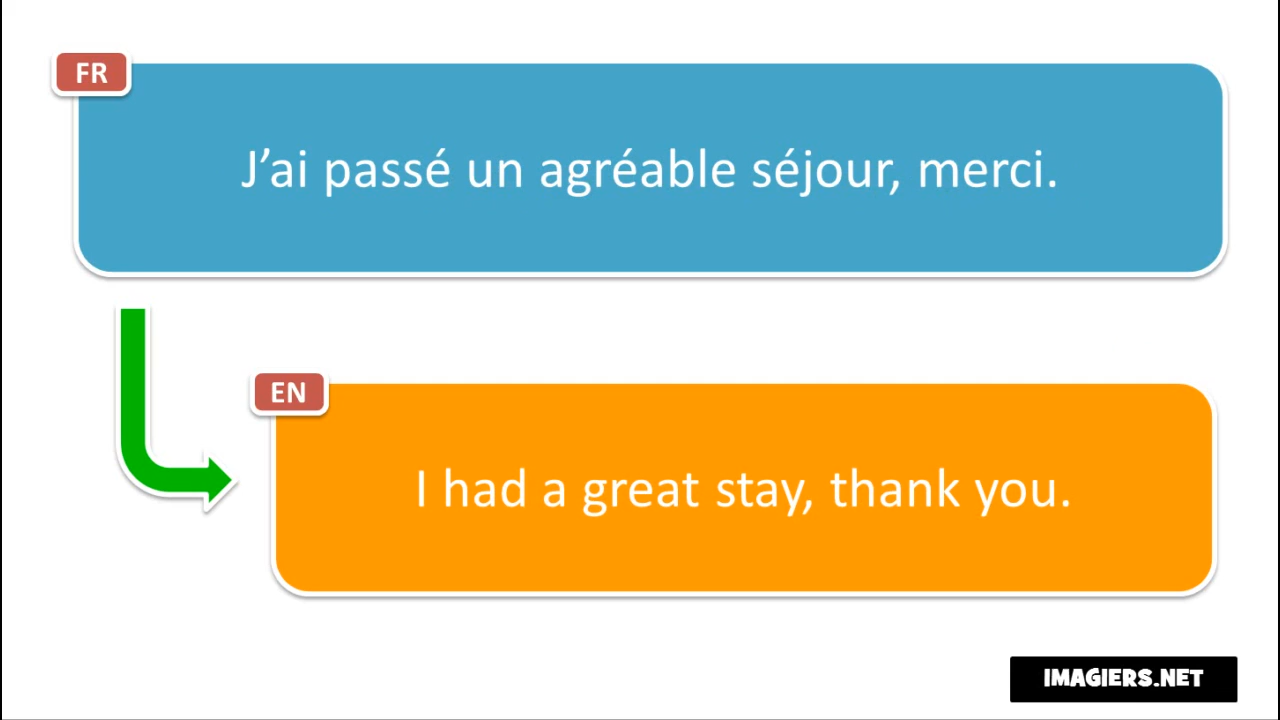 FR
J’ai passé un agréable séjour, merci.
EN
I had a great stay, thank you.
IMAGIERS.NET